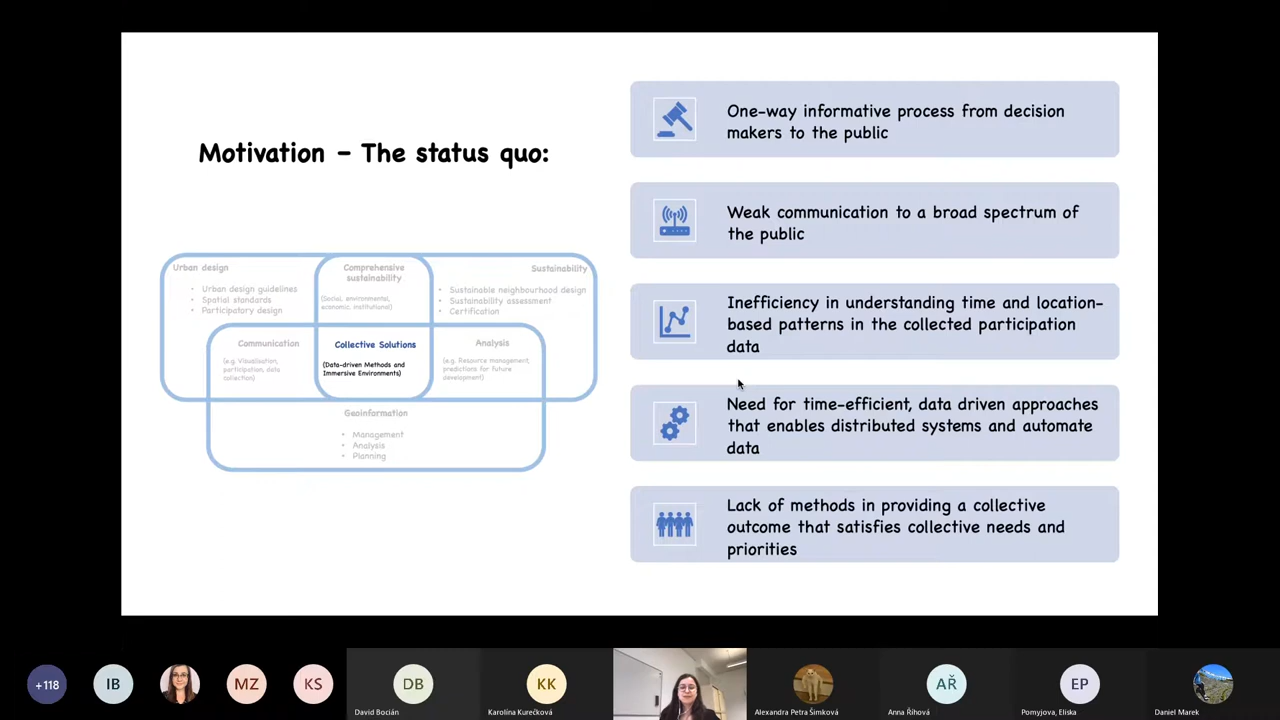 Motivation – The status quo:
Urban design
• Urban design guidelines
• Spatial standards
• Participatory design
Comprehensive
sustainability
(Social, environmental,
economic, institutional)
Sustainability
• Sustainable neighbourhood design
• Sustainability assessment
• Certification
Communication
(e.g. Visualisation,
participation, data
collection)
Collective Solutions
(Data-driven Methods and
Immersive Environments)
Analysis
(e.g. Resource management,
predictions for future
development)
Geoinformation
• Management
• Analysis
• Planning
One-way informative process from decision
makers to the public
Weak communication to a broad spectrum of
the public
Inefficiency in understanding time and location-
based patterns in the collected participation
data
Need for time-efficient, data driven approaches
that enables distributed systems and automate
data
Lack of methods in providing a collective
outcome that satisfies collective needs and
priorities
+118
IB
MZ
KS
DB
David Bocián
KK
Karolína Kurečková
Alexandra Petra Šimková
AŘ
Anna Říhová
EP
Pomyjova, Eliska
Daniel Marek